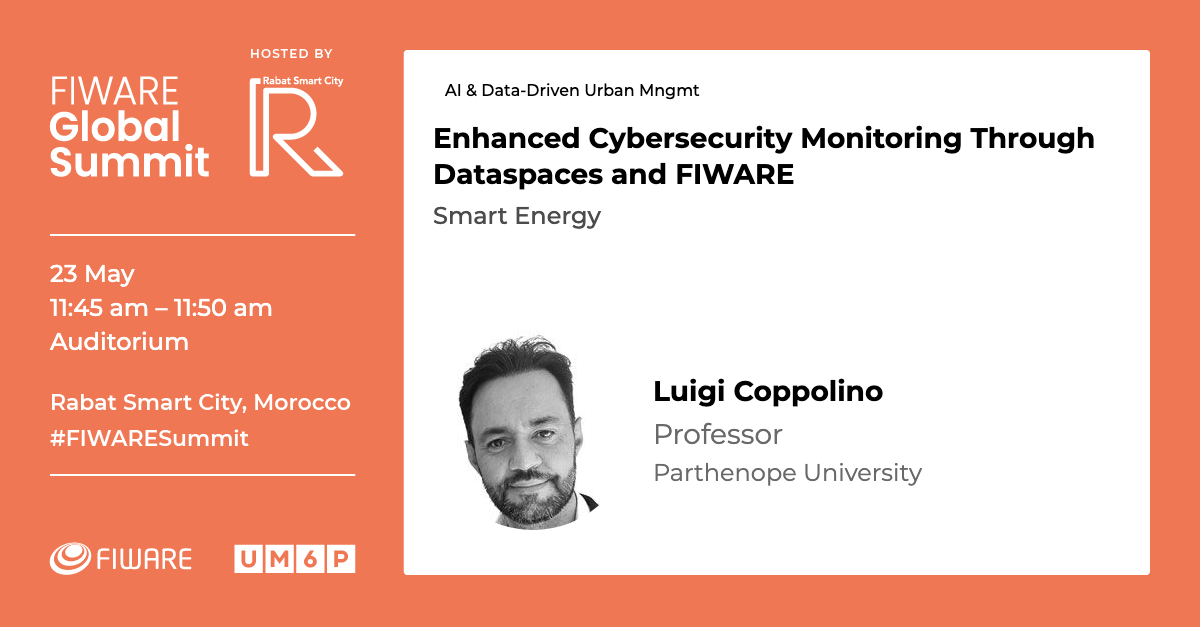 HOSTED BY
FIWARE
Global
Summit
Rabat Smart City
R
23 May
11:45 am – 11:50 am
Auditorium
Rabat Smart City, Morocco
#FIWARESummit
FIWARE
UM6P
AI & Data-Driven Urban Mngmt
Enhanced Cybersecurity Monitoring Through
Dataspaces and FIWARE
Smart Energy
Luigi Coppolino
Professor
Parthenope University